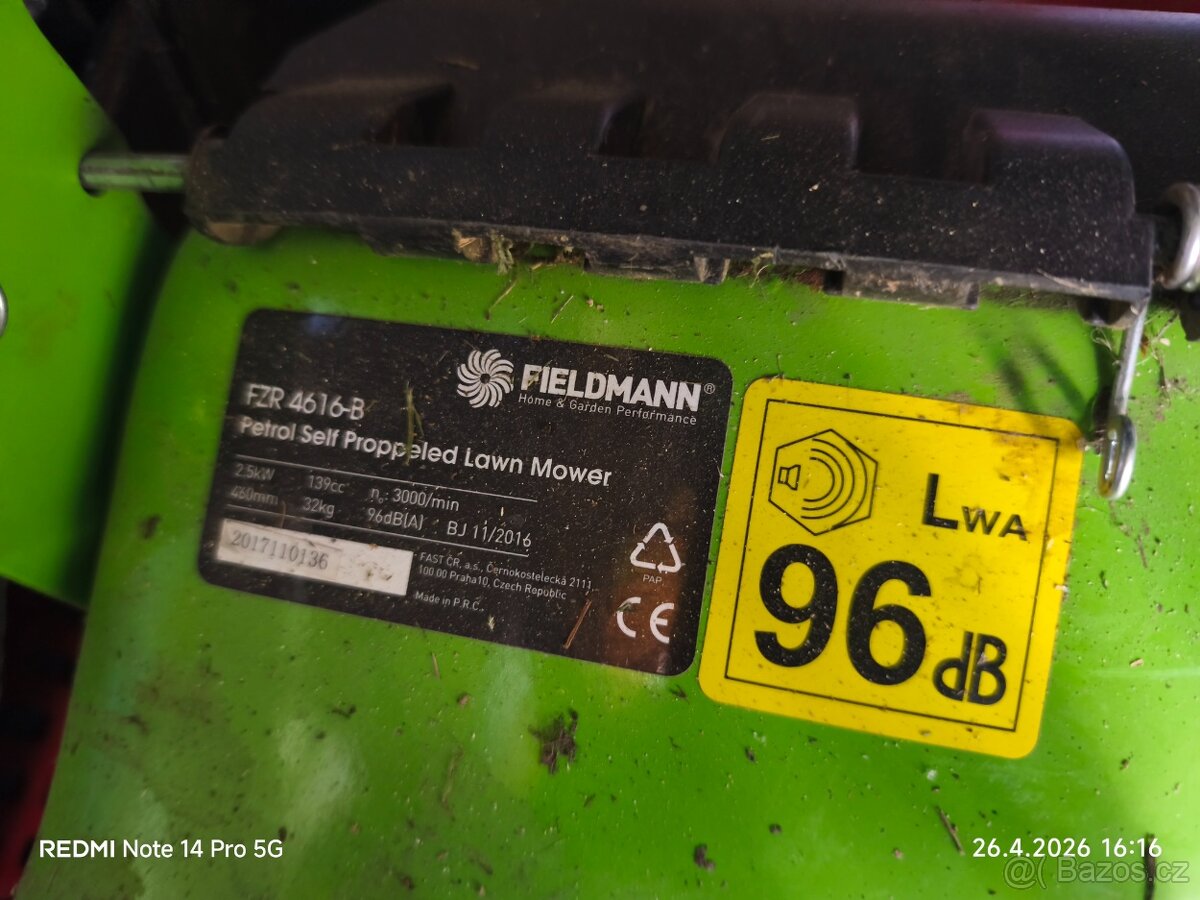 FIELDMANN®
Home & Garden Performance
FZR 4616-B
Petrol Self Proppeled Lawn Mower
2.5kW 139cc n₀: 3000/min
460mm 32kg 96dB(A) BJ 11/2016
2017110136
FAST ČR, a.s., Černokostelecká 2111
100 00 Praha10, Czech Republic
Made in P.R.C.
PAP
CE
LWA
96 dB
REDMI Note 14 Pro 5G
26.4.2026 16:16
@( Bazos.cz